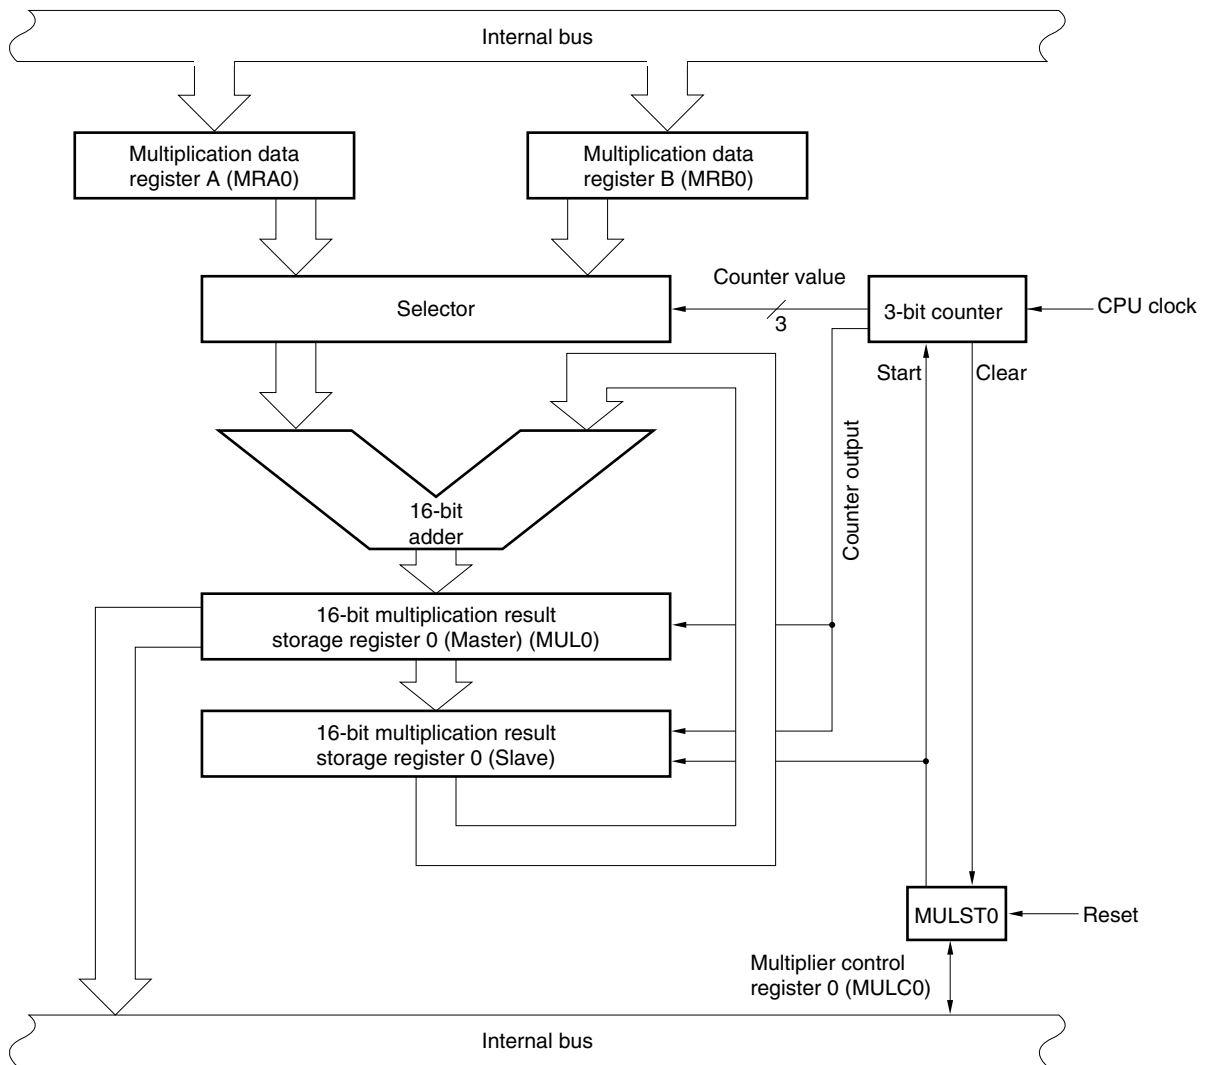 Internal bus
Multiplication data
register A (MRA0)
Multiplication data
register B (MRB0)
Counter value
3
Selector
3-bit counter
CPU clock
Start
Clear
Counter output
16-bit
adder
16-bit multiplication result
storage register 0 (Master) (MUL0)
16-bit multiplication result
storage register 0 (Slave)
MULST0
Reset
Multiplier control
register 0 (MULC0)
Internal bus